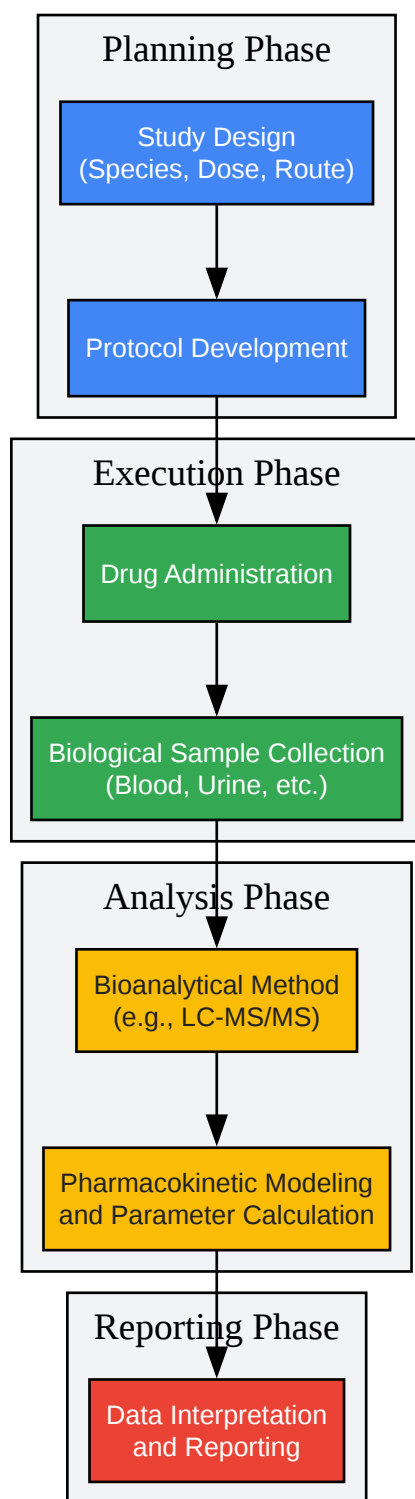 Planning Phase
Study Design
(Species, Dose, Route)
Protocol Development
Execution Phase
Drug Administration
Biological Sample Collection
(Blood, Urine, etc.)
Analysis Phase
Bioanalytical Method
(e.g., LC-MS/MS)
Pharmacokinetic Modeling
and Parameter Calculation
Reporting Phase
Data Interpretation
and Reporting